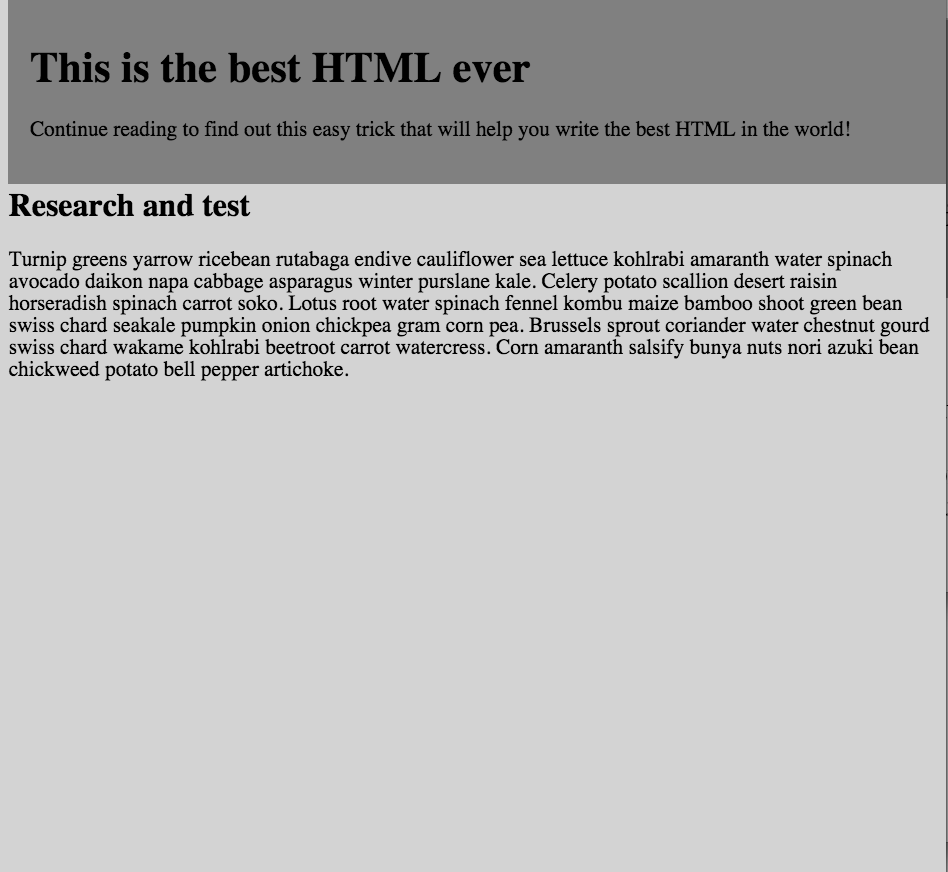 This is the best HTML ever
Continue reading to find out this easy trick that will help you write the best HTML in the world!
Research and test
Turnip greens yarrow ricebean rutabaga endive cauliflower sea lettuce kohlrabi amaranth water spinach
avocado daikon napa cabbage asparagus winter purslane kale. Celery potato scallion desert raisin
horseradish spinach carrot soko. Lotus root water spinach fennel kombu maize bamboo shoot green bean
swiss chard seakale pumpkin onion chickpea gram corn pea. Brussels sprout coriander water chestnut gourd
swiss chard wakame kohlrabi beetroot carrot watercress. Corn amaranth salsify bunya nuts nori azuki bean
chickweed potato bell pepper artichoke.